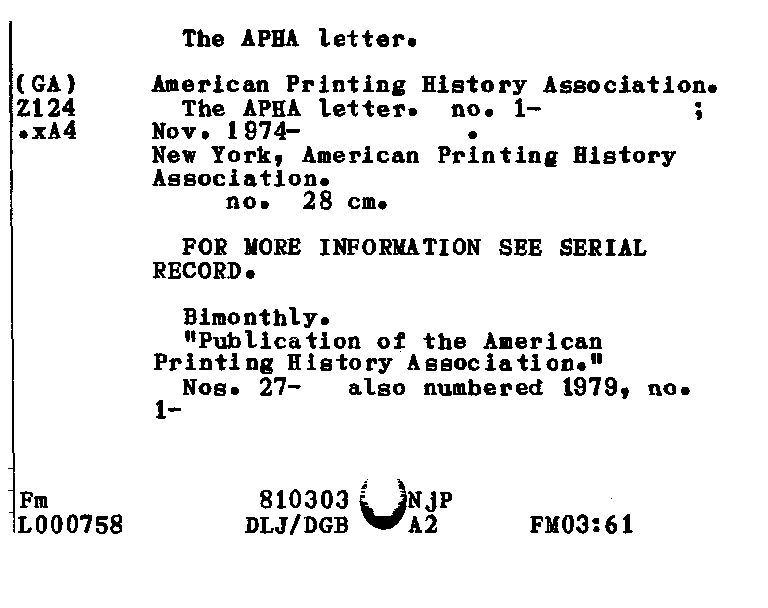 The APHA letter.
(GA) American Printing History Association.
Z124 The APHA letter. no. 1- ;
.xA4 Nov. 1974- .
New York, American Printing History
Association.
no. 28 cm.
FOR MORE INFORMATION SEE SERIAL
RECORD.
Bimonthly.
"Publication of the American
Printing History Association."
Nos. 27- also numbered 1979, no.
1-
Fm 810303 NjP
L000758 DLJ/DGB A2 FM03:61